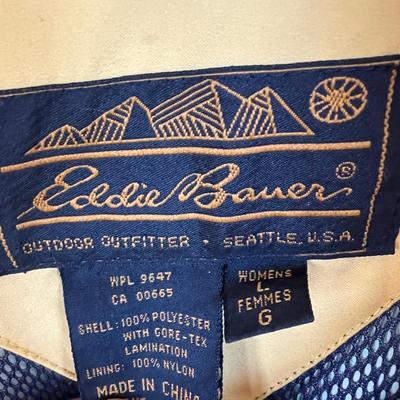 Eddie Bauer®
OUTDOOR OUTFITTER • SEATTLE, U.S.A.
WPL 9647
CA 00665
SHELL: 100% POLYESTER
WITH GORE-TEX
LAMINATION
LINING: 100% NYLON
MADE IN CHINA
WOMENS
L
FEMMES
G